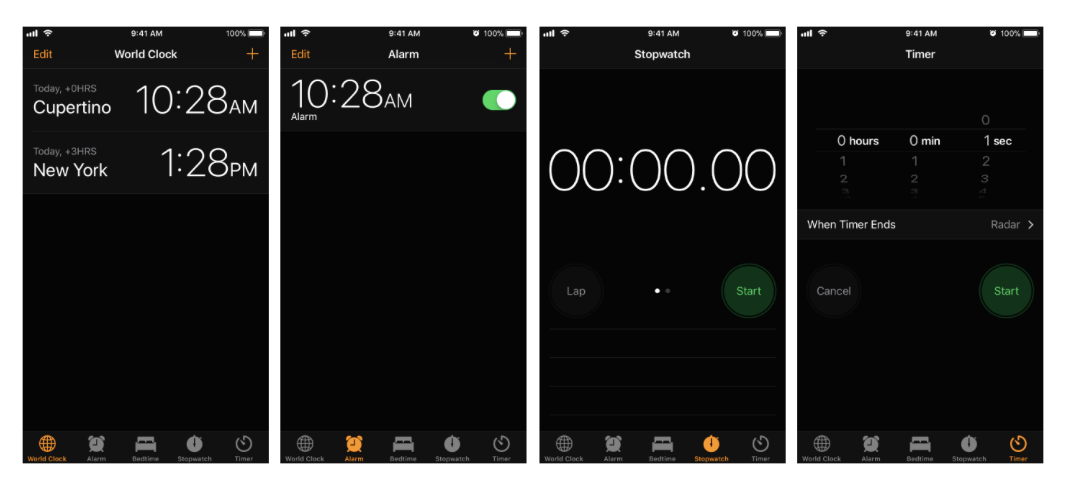 9:41 AM 100%
Edit World Clock +
Today, +0HRS
Cupertino 10:28AM
Today, +3HRS
New York 1:28PM
World Clock Alarm Bedtime Stopwatch Timer
9:41 AM 100%
Edit Alarm +
10:28AM
Alarm
World Clock Alarm Bedtime Stopwatch Timer
9:41 AM 100%
Stopwatch
00:00.00
Lap Start
World Clock Alarm Bedtime Stopwatch Timer
9:41 AM 100%
Timer
0
0 hours 0 min 1 sec
1 1 2
2 2 3
3 3 4
When Timer Ends Radar >
Cancel Start
World Clock Alarm Bedtime Stopwatch Timer